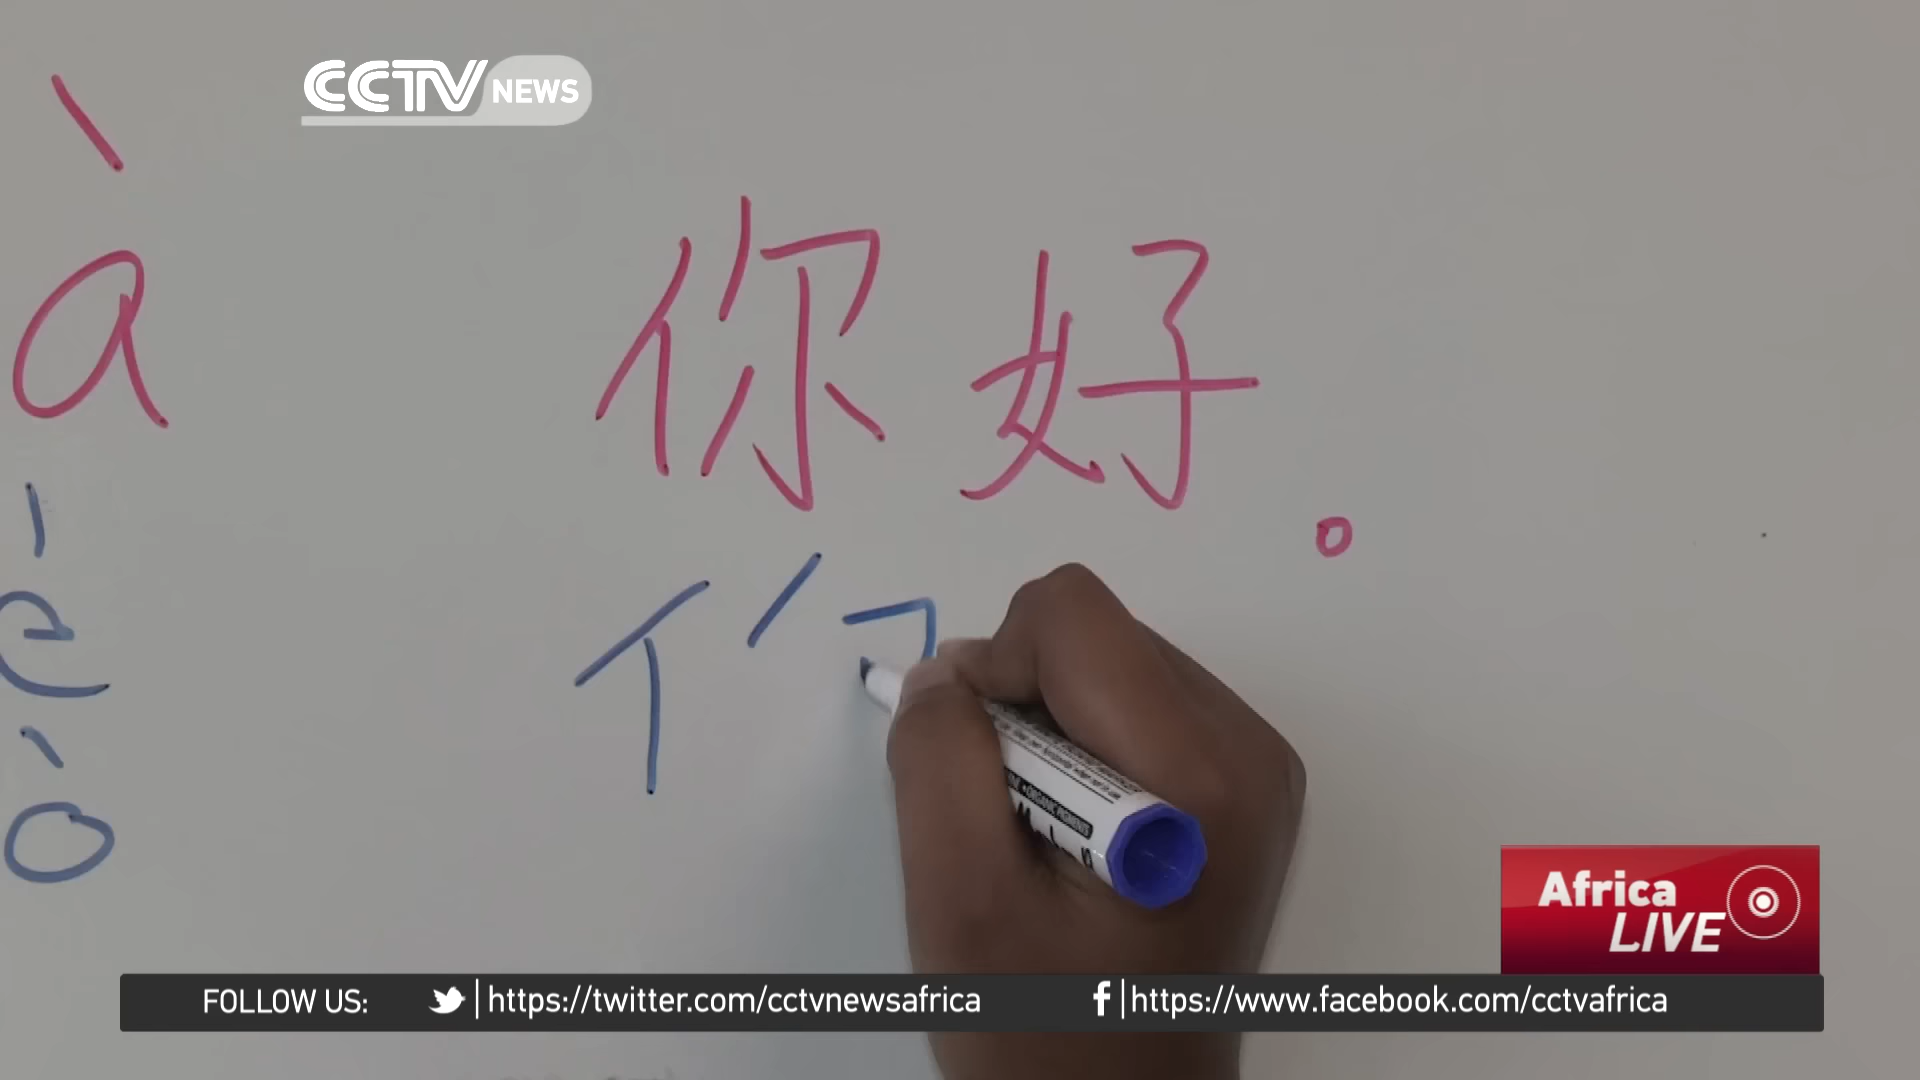 CCTV NEWS
à
你好。
ē
ò
Africa
LIVE
FOLLOW US: https://twitter.com/cctvnewsafrica https://www.facebook.com/cctvafrica